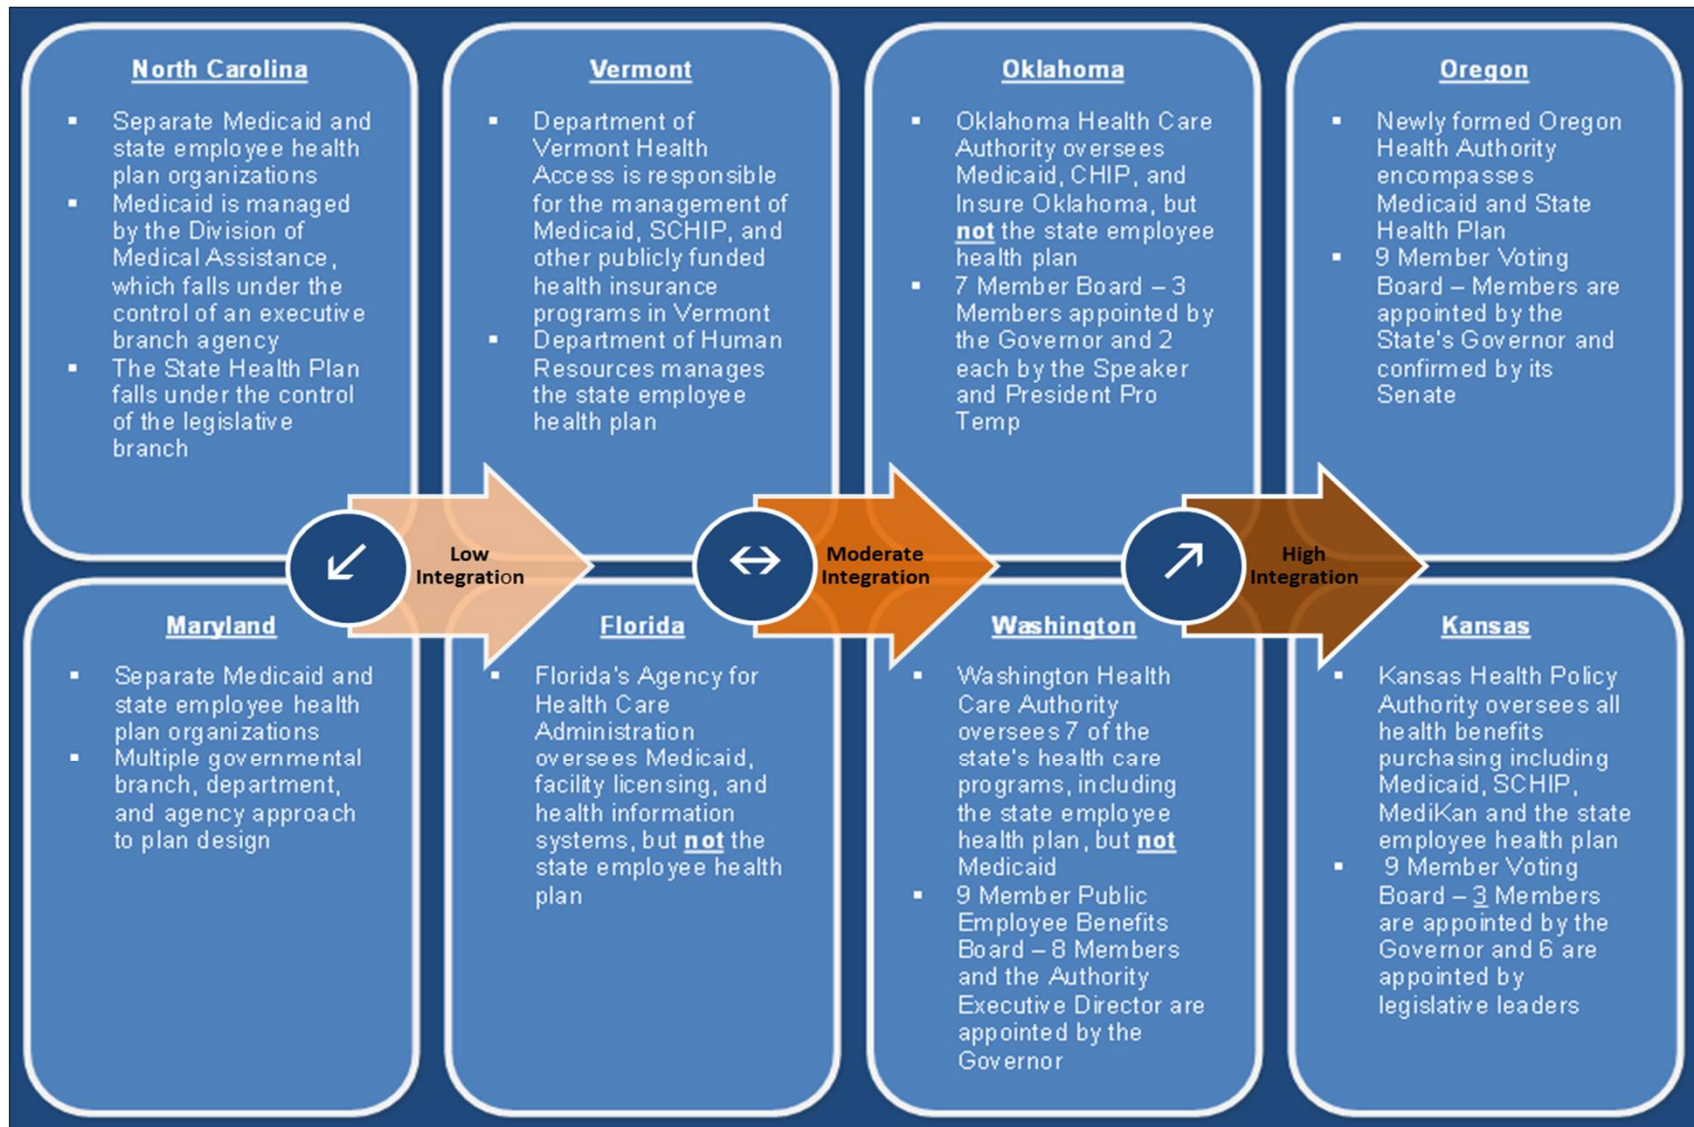 North Carolina
▪ Separate Medicaid and
state employee health
plan organizations
▪ Medicaid is managed
by the Division of
Medical Assistance,
which falls under the
control of an executive
branch agency
▪ The State Health Plan
falls under the control
of the legislative
branch
Vermont
▪ Department of
Vermont Health
Access is responsible
for the management of
Medicaid, SCHIP, and
other publicly funded
health insurance
programs in Vermont
▪ Department of Human
Resources manages
the state employee
health plan
Oklahoma
▪ Oklahoma Health Care
Authority oversees
Medicaid, CHIP, and
Insure Oklahoma, but
not the state employee
health plan
▪ 7 Member Board – 3
Members appointed by
the Governor and 2
each by the Speaker
and President Pro
Temp
Oregon
▪ Newly formed Oregon
Health Authority
encompasses
Medicaid and State
Health Plan
▪ 9 Member Voting
Board – Members are
appointed by the
State's Governor and
confirmed by its
Senate
Low
Integration
Moderate
Integration
High
Integration
Maryland
▪ Separate Medicaid and
state employee health
plan organizations
▪ Multiple governmental
branch, department,
and agency approach
to plan design
Florida
▪ Florida's Agency for
Health Care
Administration
oversees Medicaid,
facility licensing, and
health information
systems, but not the
state employee health
plan
Washington
▪ Washington Health
Care Authority
oversees 7 of the
state's health care
programs, including
the state employee
health plan, but not
Medicaid
▪ 9 Member Public
Employee Benefits
Board – 8 Members
and the Authority
Executive Director are
appointed by the
Governor
Kansas
▪ Kansas Health Policy
Authority oversees all
health benefits
purchasing including
Medicaid, SCHIP,
MediKan and the state
employee health plan
▪ 9 Member Voting
Board – 3 Members
are appointed by the
Governor and 6 are
appointed by
legislative leaders